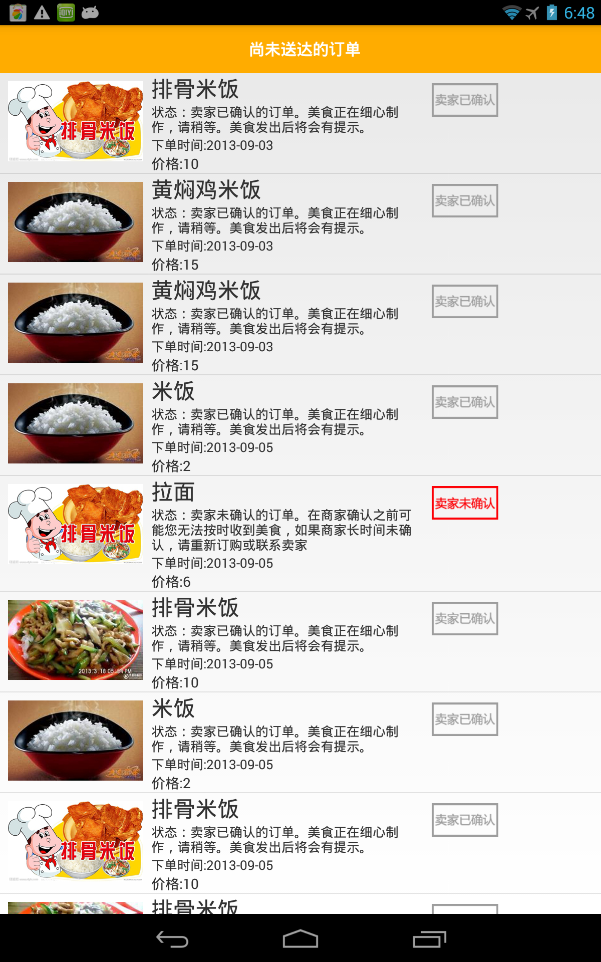 6:48
尚未送达的订单
排骨米饭
排骨米饭
卖家已确认
状态：卖家已确认的订单。美食正在细心制
作，请稍等。美食发出后将会有提示。
下单时间:2013-09-03
价格:10
黄焖鸡米饭
卖家已确认
状态：卖家已确认的订单。美食正在细心制
作，请稍等。美食发出后将会有提示。
下单时间:2013-09-03
价格:15
黄焖鸡米饭
卖家已确认
状态：卖家已确认的订单。美食正在细心制
作，请稍等。美食发出后将会有提示。
下单时间:2013-09-03
价格:15
米饭
卖家已确认
状态：卖家已确认的订单。美食正在细心制
作，请稍等。美食发出后将会有提示。
下单时间:2013-09-05
价格:2
排骨米饭
拉面
卖家未确认
状态：卖家未确认的订单。在商家确认之前可
能您无法按时收到美食，如果商家长时间未确
认，请重新订购或联系卖家
下单时间:2013-09-05
价格:6
排骨米饭
卖家已确认
状态：卖家已确认的订单。美食正在细心制
作，请稍等。美食发出后将会有提示。
下单时间:2013-09-05
价格:10
米饭
卖家已确认
状态：卖家已确认的订单。美食正在细心制
作，请稍等。美食发出后将会有提示。
下单时间:2013-09-05
价格:2
排骨米饭
排骨米饭
卖家已确认
状态：卖家已确认的订单。美食正在细心制
作，请稍等。美食发出后将会有提示。
下单时间:2013-09-05
价格:10
排骨米饭